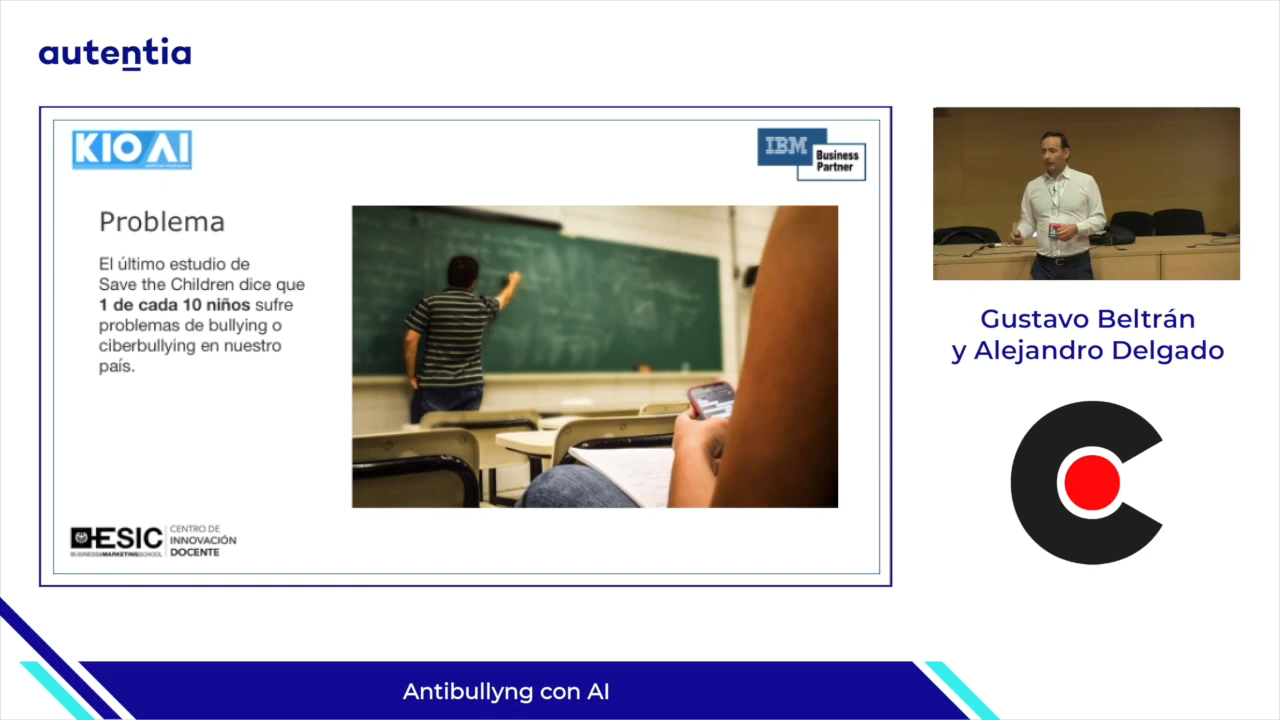 autentia
KIO AI
IBM
Business
Partner
Problema
El último estudio de
Save the Children dice que
1 de cada 10 niños sufre
problemas de bullying o
ciberbullying en nuestro
país.
ESIC
BUSINESS&MARKETINGSCHOOL
CENTRO DE
INNOVACIÓN
DOCENTE
Gustavo Beltrán
y Alejandro Delgado
Antibullyng con AI